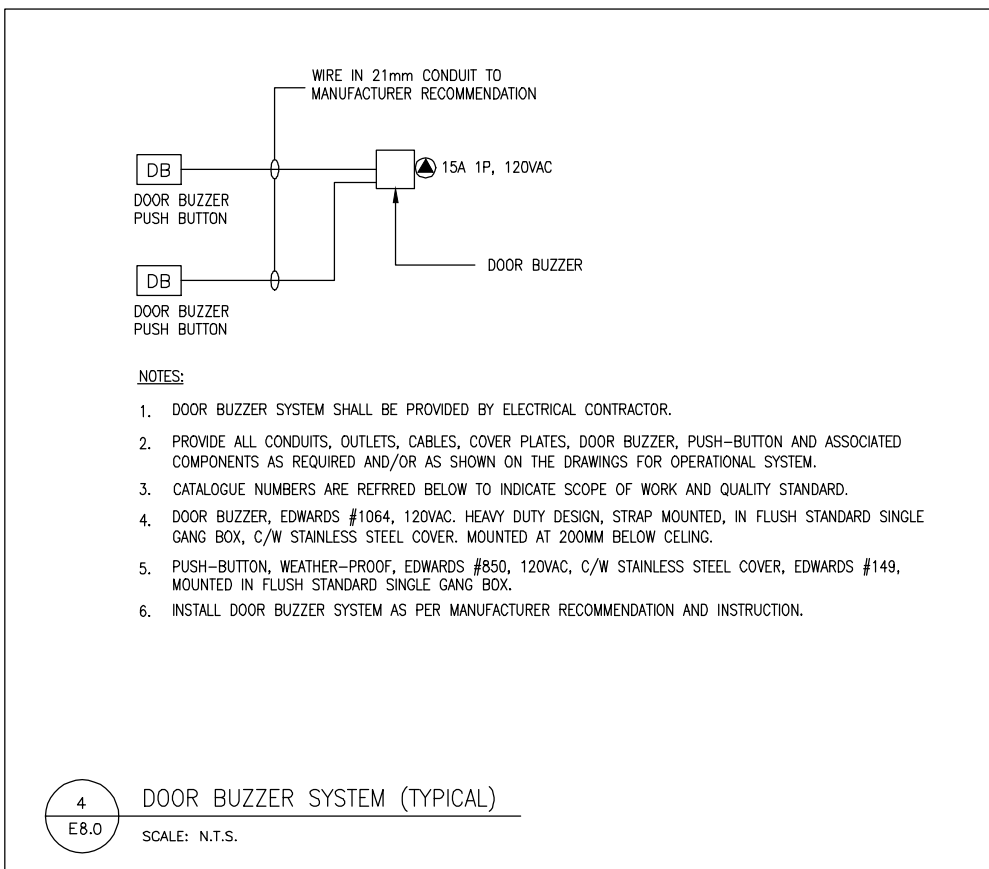 WIRE IN 21mm CONDUIT TO
MANUFACTURER RECOMMENDATION
DB
15A 1P, 120VAC
DOOR BUZZER
PUSH BUTTON
DOOR BUZZER
DB
DOOR BUZZER
PUSH BUTTON
NOTES:
1. DOOR BUZZER SYSTEM SHALL BE PROVIDED BY ELECTRICAL CONTRACTOR.
2. PROVIDE ALL CONDUITS, OUTLETS, CABLES, COVER PLATES, DOOR BUZZER, PUSH-BUTTON AND ASSOCIATED
COMPONENTS AS REQUIRED AND/OR AS SHOWN ON THE DRAWINGS FOR OPERATIONAL SYSTEM.
3. CATALOGUE NUMBERS ARE REFRRED BELOW TO INDICATE SCOPE OF WORK AND QUALITY STANDARD.
4. DOOR BUZZER, EDWARDS #1064, 120VAC. HEAVY DUTY DESIGN, STRAP MOUNTED, IN FLUSH STANDARD SINGLE
GANG BOX, C/W STAINLESS STEEL COVER. MOUNTED AT 200MM BELOW CELING.
5. PUSH-BUTTON, WEATHER-PROOF, EDWARDS #850, 120VAC, C/W STAINLESS STEEL COVER, EDWARDS #149,
MOUNTED IN FLUSH STANDARD SINGLE GANG BOX.
6. INSTALL DOOR BUZZER SYSTEM AS PER MANUFACTURER RECOMMENDATION AND INSTRUCTION.
4
E8.0
DOOR BUZZER SYSTEM (TYPICAL)
SCALE: N.T.S.